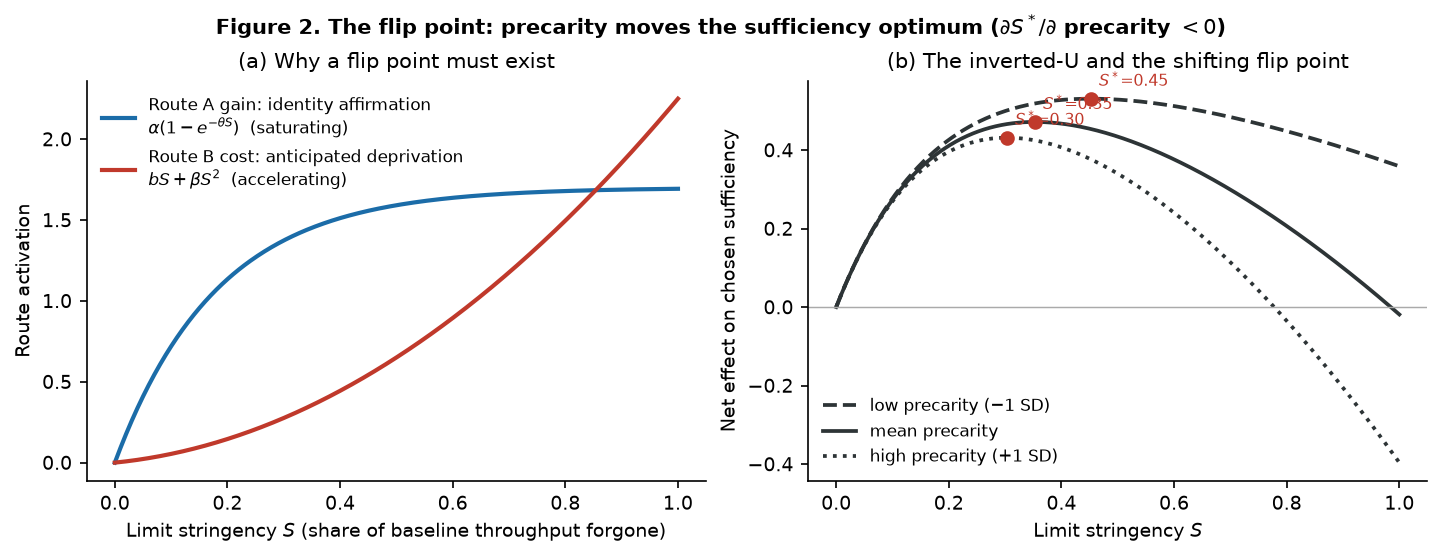 Figure 2. The flip point: precarity moves the sufficiency optimum (∂S*/∂ precarity < 0)
(a) Why a flip point must exist
Route A gain: identity affirmation
α(1 − e^{−θS}) (saturating)
Route B cost: anticipated deprivation
bS + βS² (accelerating)
Route activation
2.0
1.5
1.0
0.5
0.0
0.0 0.2 0.4 0.6 0.8 1.0
Limit stringency S (share of baseline throughput forgone)
(b) The inverted-U and the shifting flip point
S*=0.45
S*=0.35
S*=0.30
Net effect on chosen sufficiency
0.4
0.2
0.0
−0.2
−0.4
low precarity (−1 SD)
mean precarity
high precarity (+1 SD)
0.0 0.2 0.4 0.6 0.8 1.0
Limit stringency S